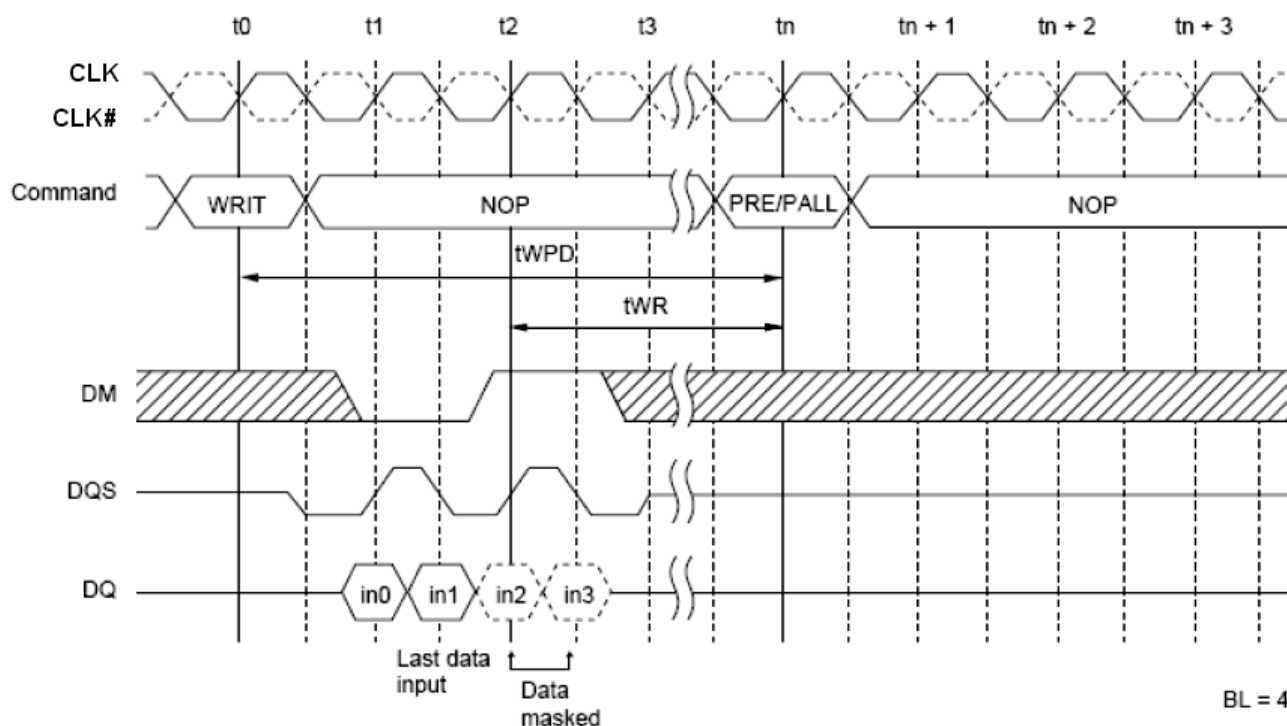 t0 t1 t2 t3 tn tn + 1 tn + 2 tn + 3
CLK
CLK#
Command WRIT NOP PRE/PALL NOP
tWPD
tWR
DM
DQS
DQ in0 in1 in2 in3
Last data
input
Data
masked
BL = 4